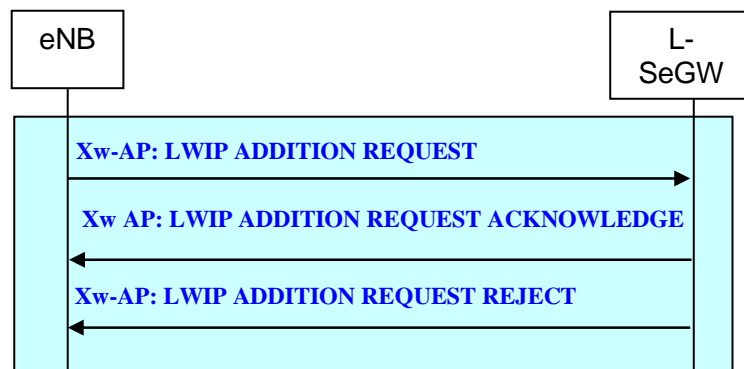 eNB
L-
SeGW
Xw-AP: LWIP ADDITION REQUEST
Xw AP: LWIP ADDITION REQUEST ACKNOWLEDGE
Xw-AP: LWIP ADDITION REQUEST REJECT